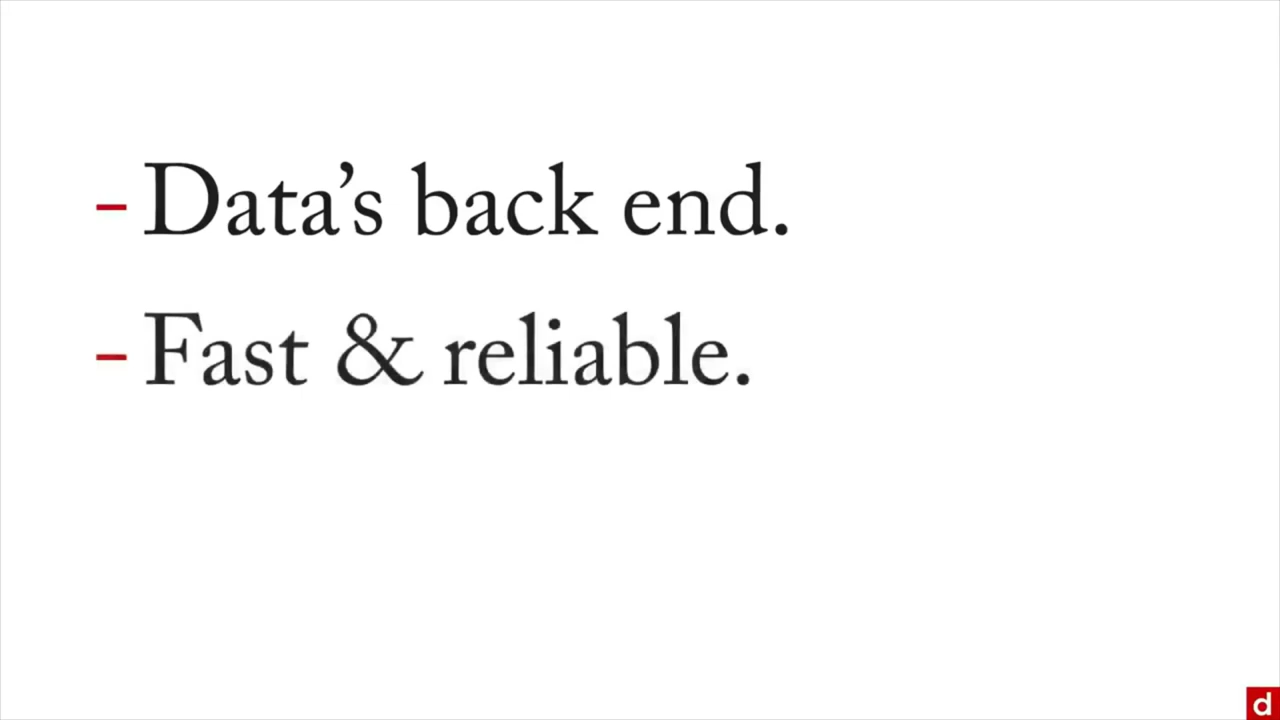 - Data’s back end.
- Fast & reliable.
d